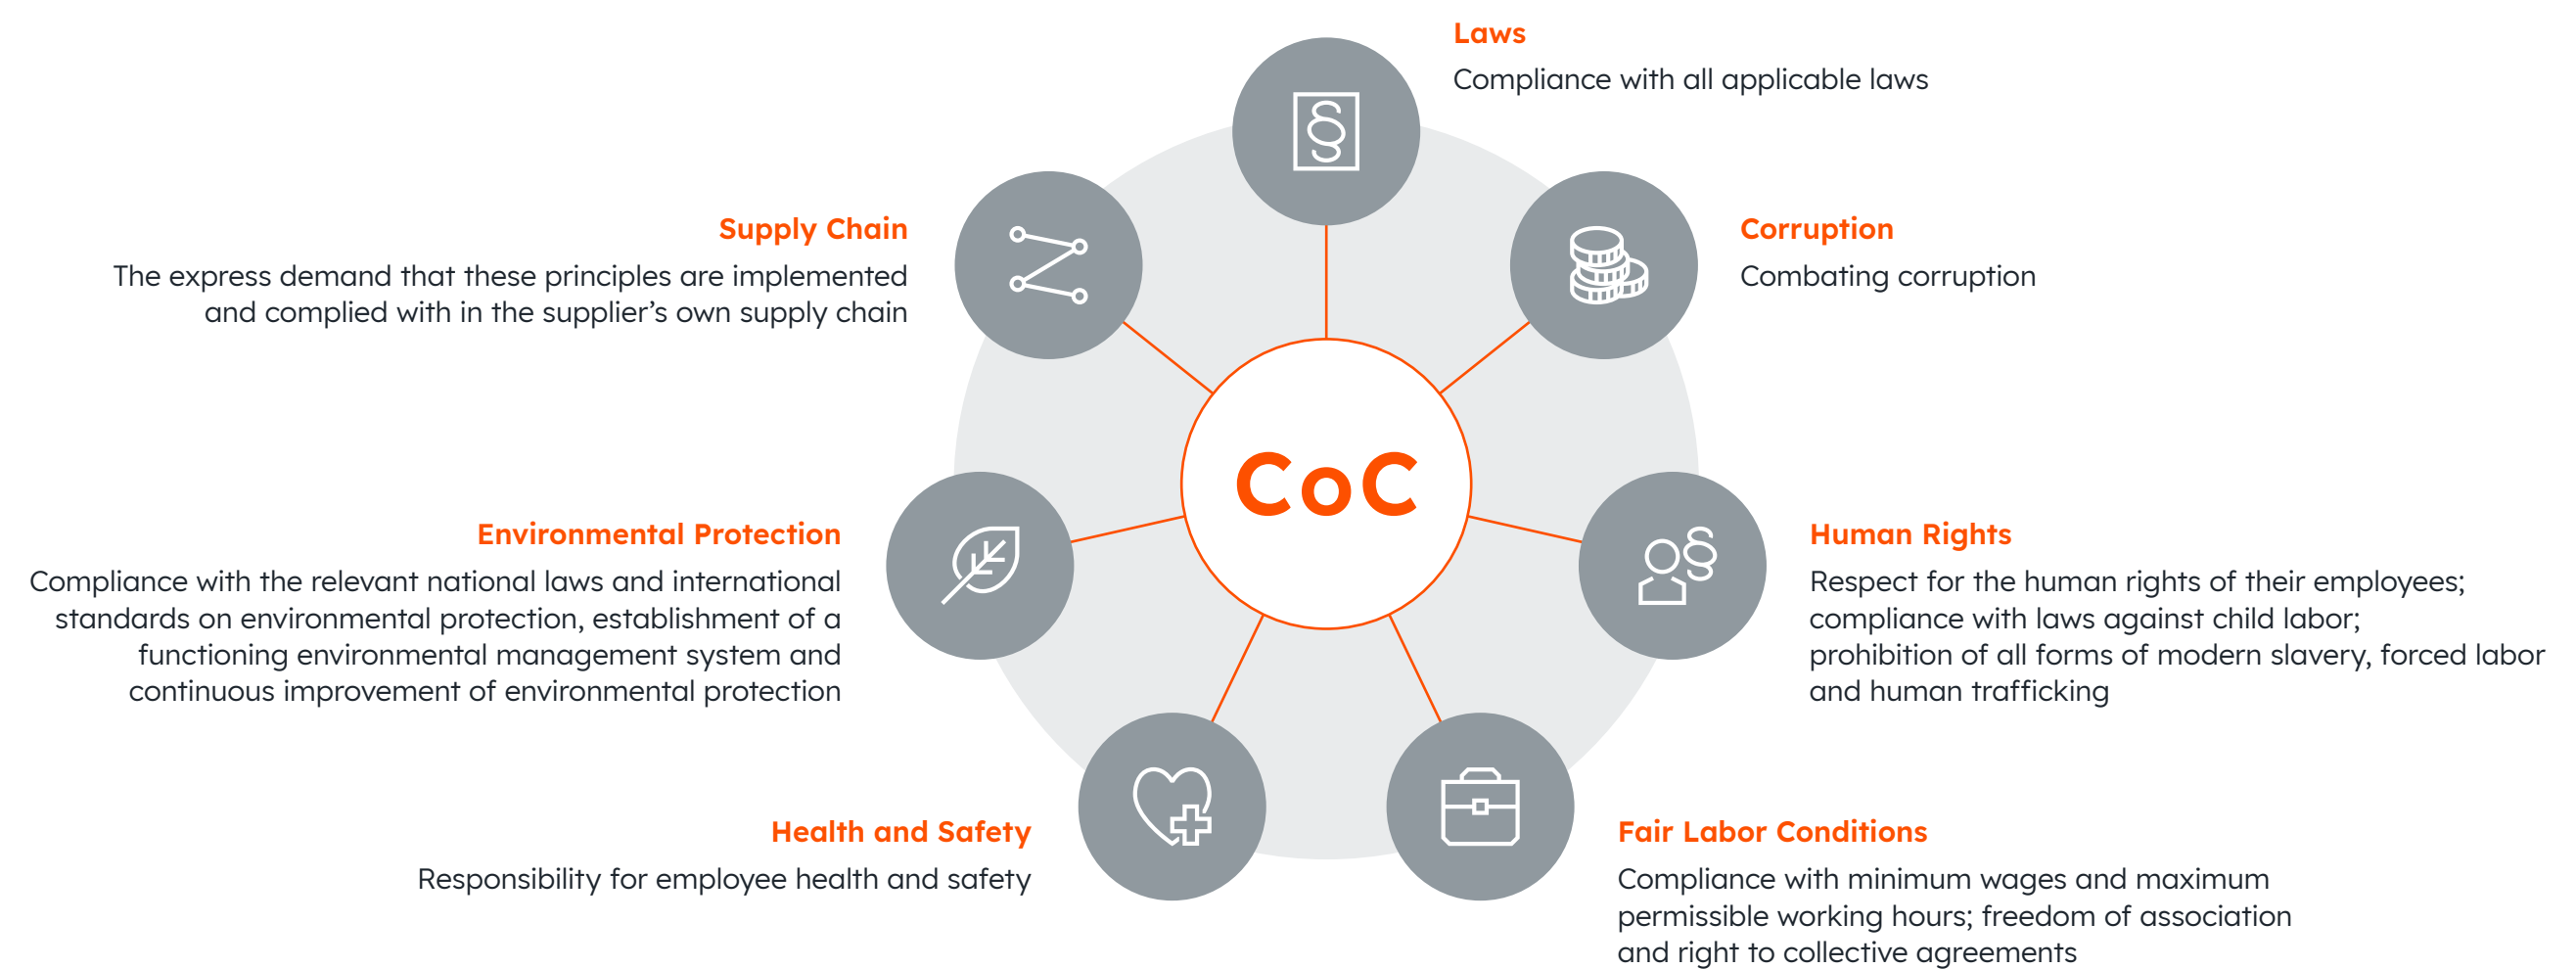 Laws
Compliance with all applicable laws
Corruption
Combating corruption
Human Rights
Respect for the human rights of their employees;
compliance with laws against child labor;
prohibition of all forms of modern slavery, forced labor
and human trafficking
Fair Labor Conditions
Compliance with minimum wages and maximum
permissible working hours; freedom of association
and right to collective agreements
Health and Safety
Responsibility for employee health and safety
Environmental Protection
Compliance with the relevant national laws and international
standards on environmental protection, establishment of a
functioning environmental management system and
continuous improvement of environmental protection
Supply Chain
The express demand that these principles are implemented
and complied with in the supplier’s own supply chain
CoC